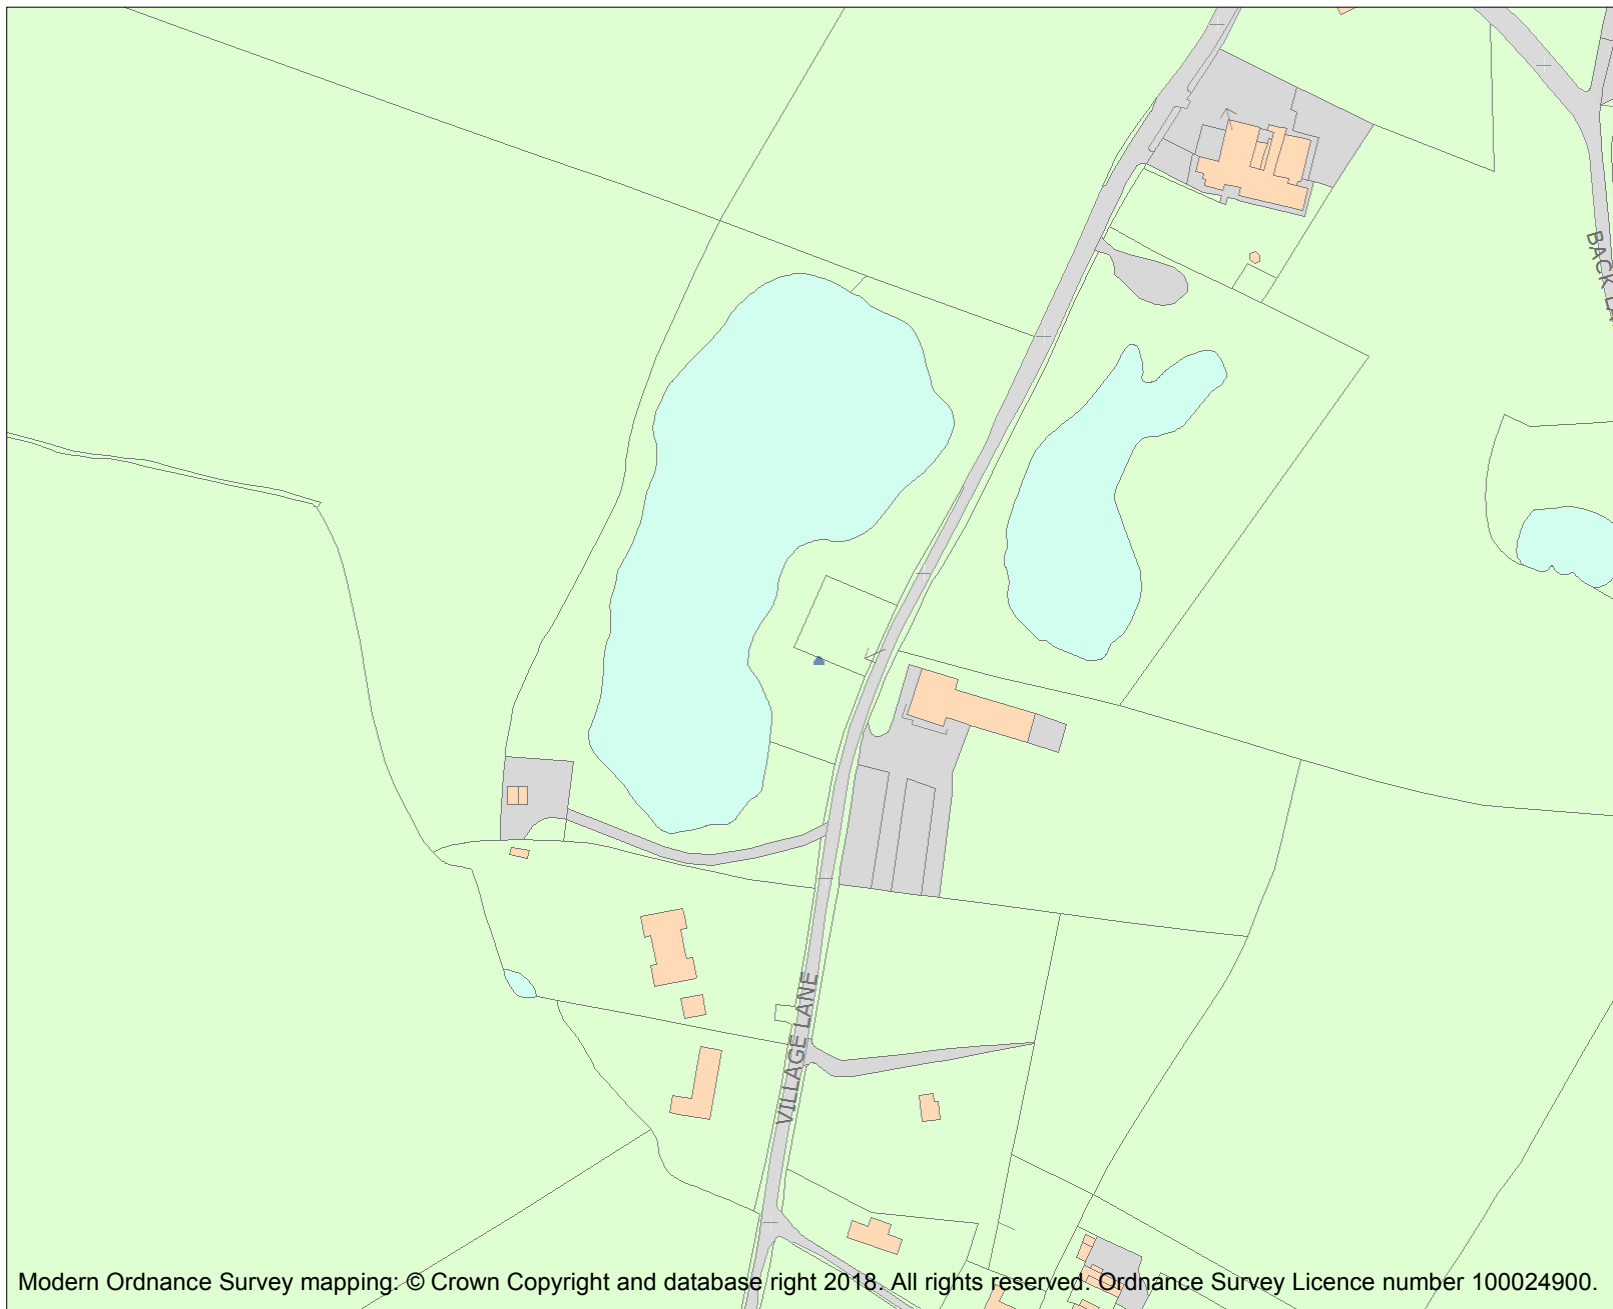 BACK LA
VILLAGE LANE
Modern Ordnance Survey mapping: © Crown Copyright and database right 2018. All rights reserved. Ordnance Survey Licence number 100024900.